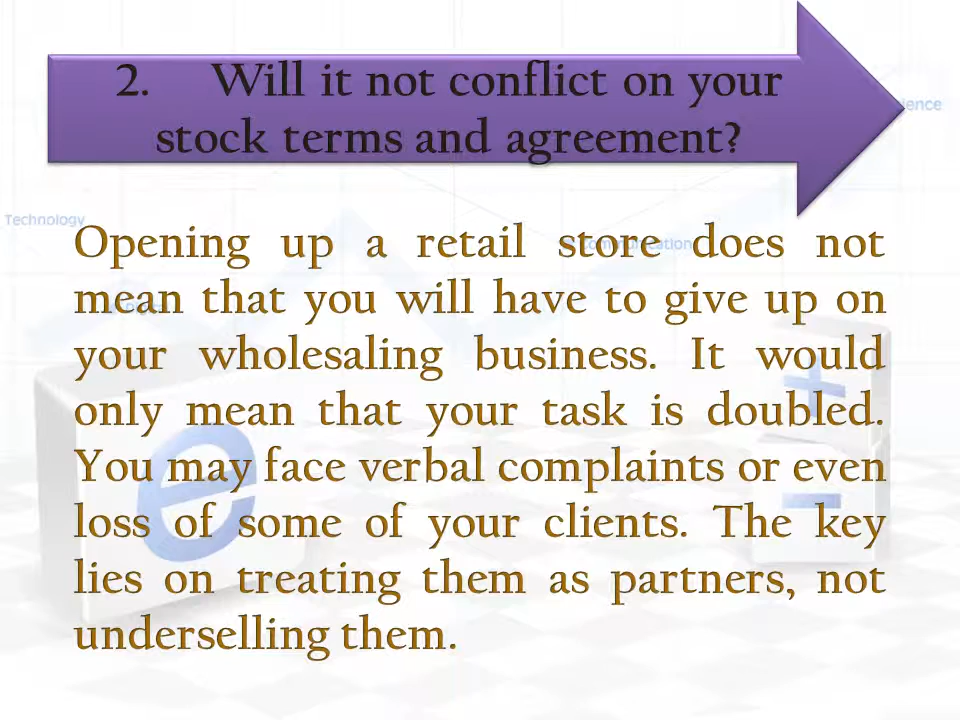 2. Will it not conflict on your
stock terms and agreement?
Technology
Opening up a retail store does not
mean that you will have to give up on
your wholesaling business. It would
only mean that your task is doubled.
You may face verbal complaints or even
loss of some of your clients. The key
lies on treating them as partners, not
underselling them.